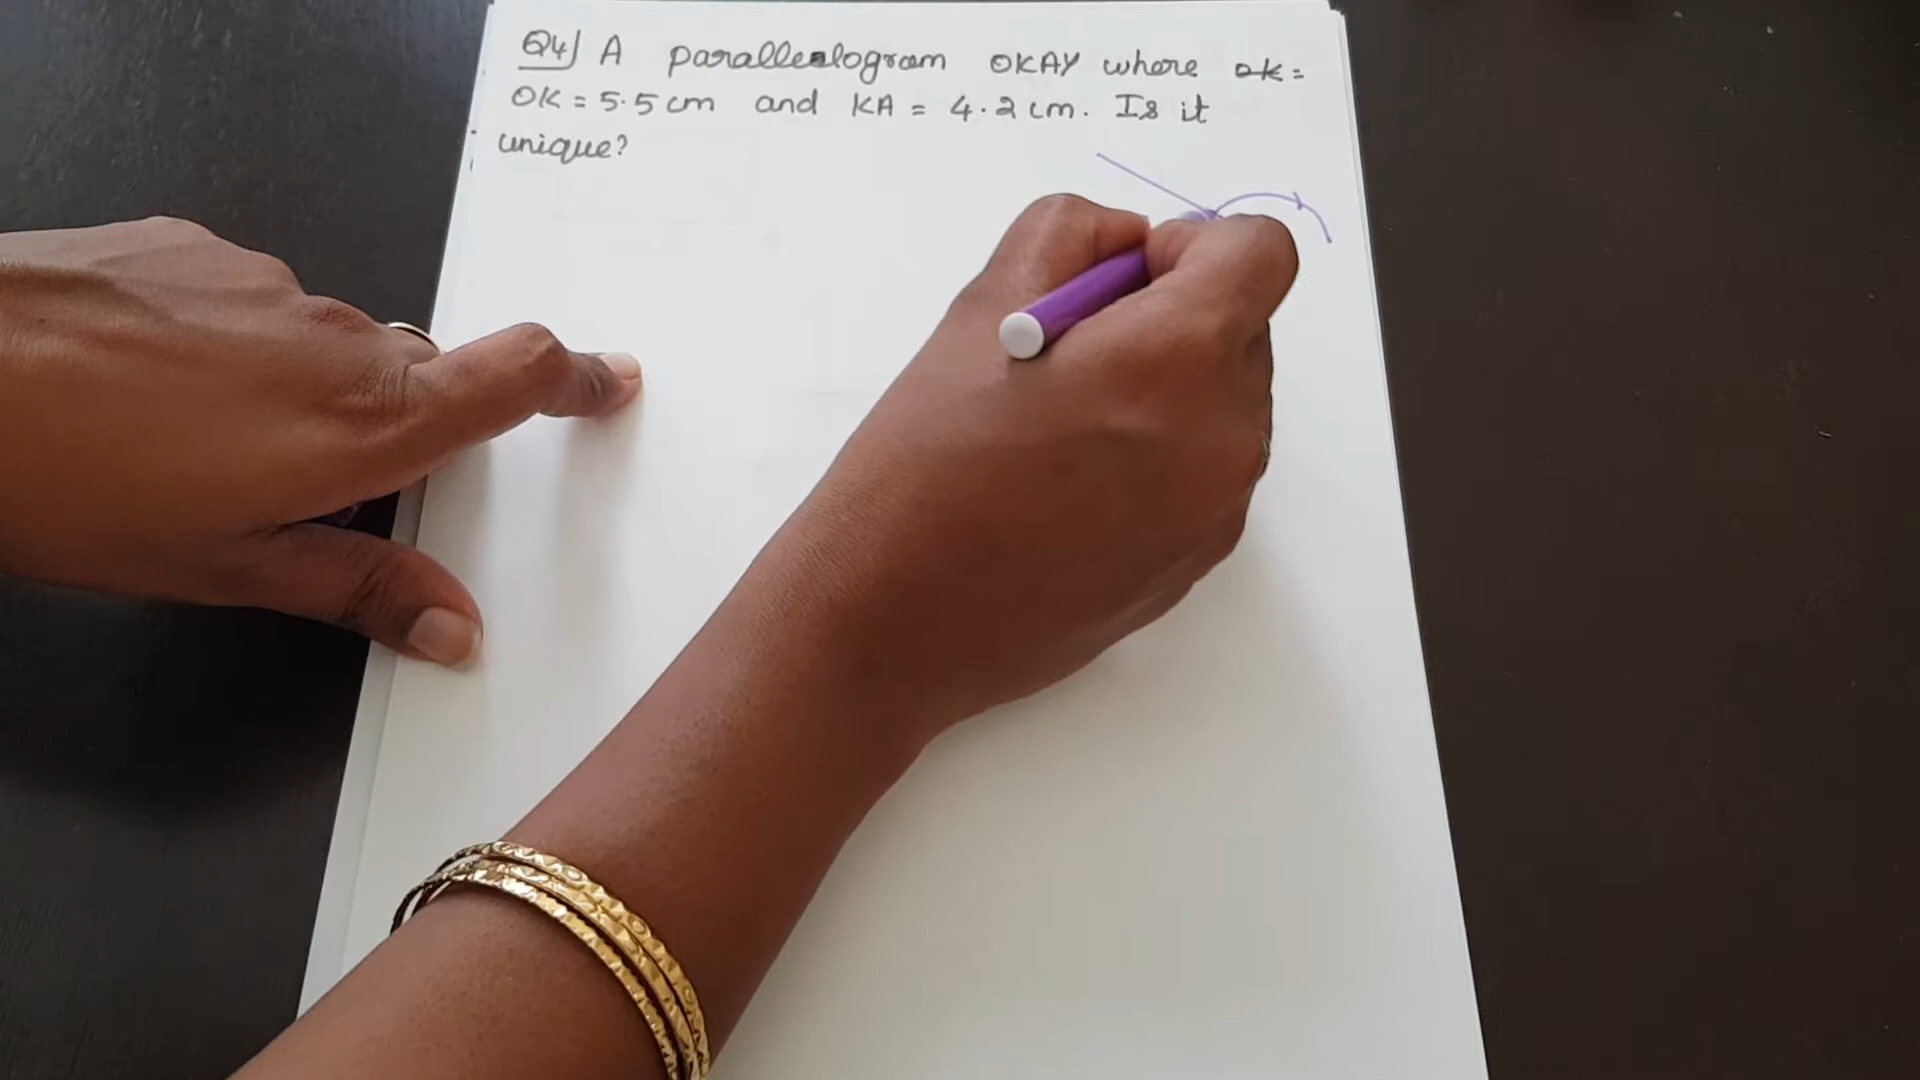 Q4) A parallelogram OKAY where OK =
OK = 5.5 cm and KA = 4.2 cm. Is it
unique?